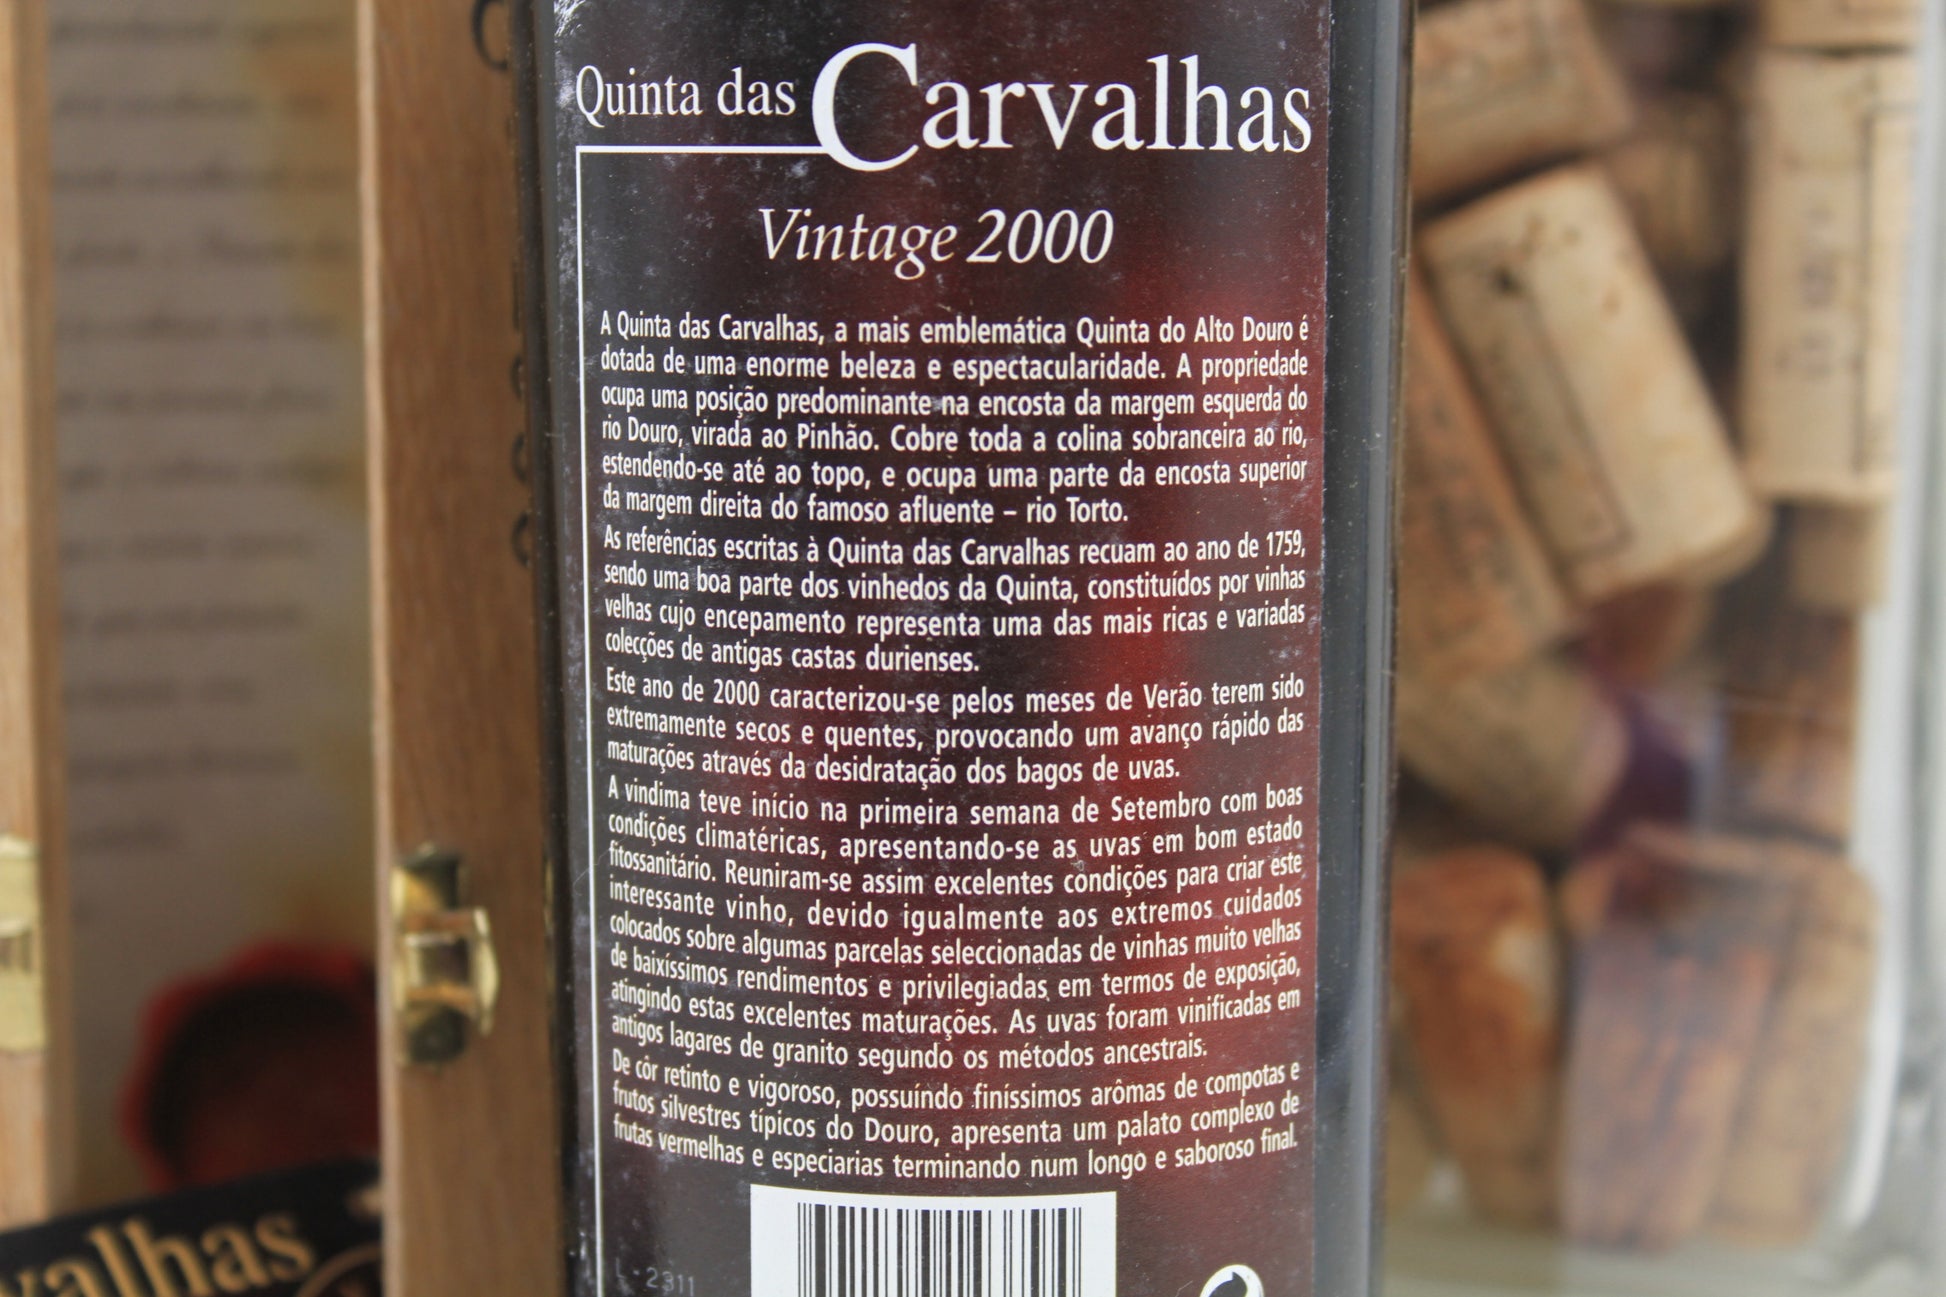 Quinta das Carvalhas
Vintage 2000
A Quinta das Carvalhas, a mais emblemática Quinta do Alto Douro é
dotada de uma enorme beleza e espectacularidade. A propriedade
ocupa uma posição predominante na encosta da margem esquerda do
rio Douro, virada ao Pinhão. Cobre toda a colina sobranceira ao rio,
estendendo-se até ao topo, e ocupa uma parte da encosta superior
da margem direita do famoso afluente – rio Torto.
As referências escritas à Quinta das Carvalhas recuam ao ano de 1759,
sendo uma boa parte dos vinhedos da Quinta, constituídos por vinhas
velhas cujo encepamento representa uma das mais ricas e variadas
colecções de antigas castas durienses.
Este ano de 2000 caracterizou-se pelos meses de Verão terem sido
extremamente secos e quentes, provocando um avanço rápido das
maturações através da desidratação dos bagos de uvas.
A vindima teve início na primeira semana de Setembro com boas
condições climatéricas, apresentando-se as uvas em bom estado
fitossanitário. Reuniram-se assim excelentes condições para criar este
interessante vinho, devido igualmente aos extremos cuidados
colocados sobre algumas parcelas seleccionadas de vinhas muito velhas
de baixíssimos rendimentos e privilegiadas em termos de exposição,
atingindo estas excelentes maturações. As uvas foram vinificadas em
antigos lagares de granito segundo os métodos ancestrais.
De côr retinto e vigoroso, possuíndo finíssimos arômas de compotas e
frutos silvestres típicos do Douro, apresenta um palato complexo de
frutas vermelhas e especiarias terminando num longo e saboroso final.
L-2311
valhas